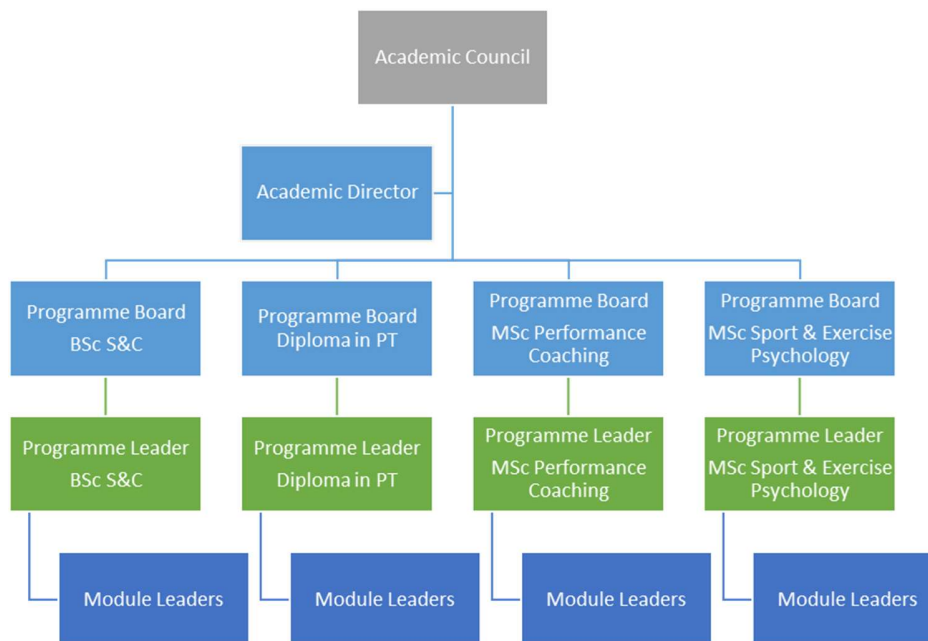 Academic Council
Academic Director
Programme Board
BSc S&C
Programme Board
Diploma in PT
Programme Board
MSc Performance
Coaching
Programme Board
MSc Sport & Exercise
Psychology
Programme Leader
BSc S&C
Programme Leader
Diploma in PT
Programme Leader
MSc Performance
Coaching
Programme Leader
MSc Sport & Exercise
Psychology
Module Leaders
Module Leaders
Module Leaders
Module Leaders